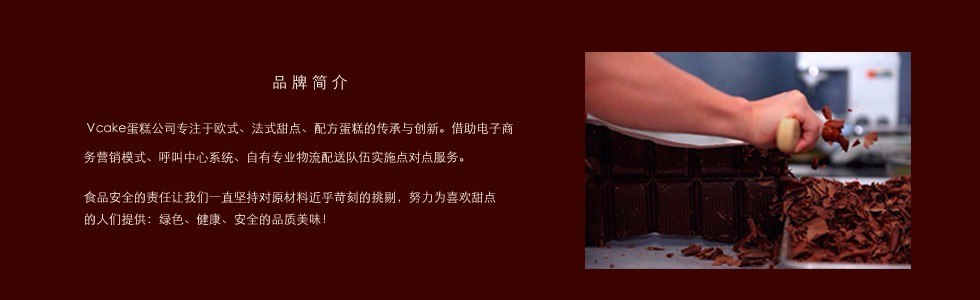 品牌简介
Vcake蛋糕公司专注于欧式、法式甜点、配方蛋糕的传承与创新。借助电子商
务营销模式、呼叫中心系统、自有专业物流配送队伍实施点对点服务。
食品安全的责任让我们一直坚持对原材料近乎苛刻的挑剔，努力为喜欢甜点
的人们提供：绿色、健康、安全的品质美味！